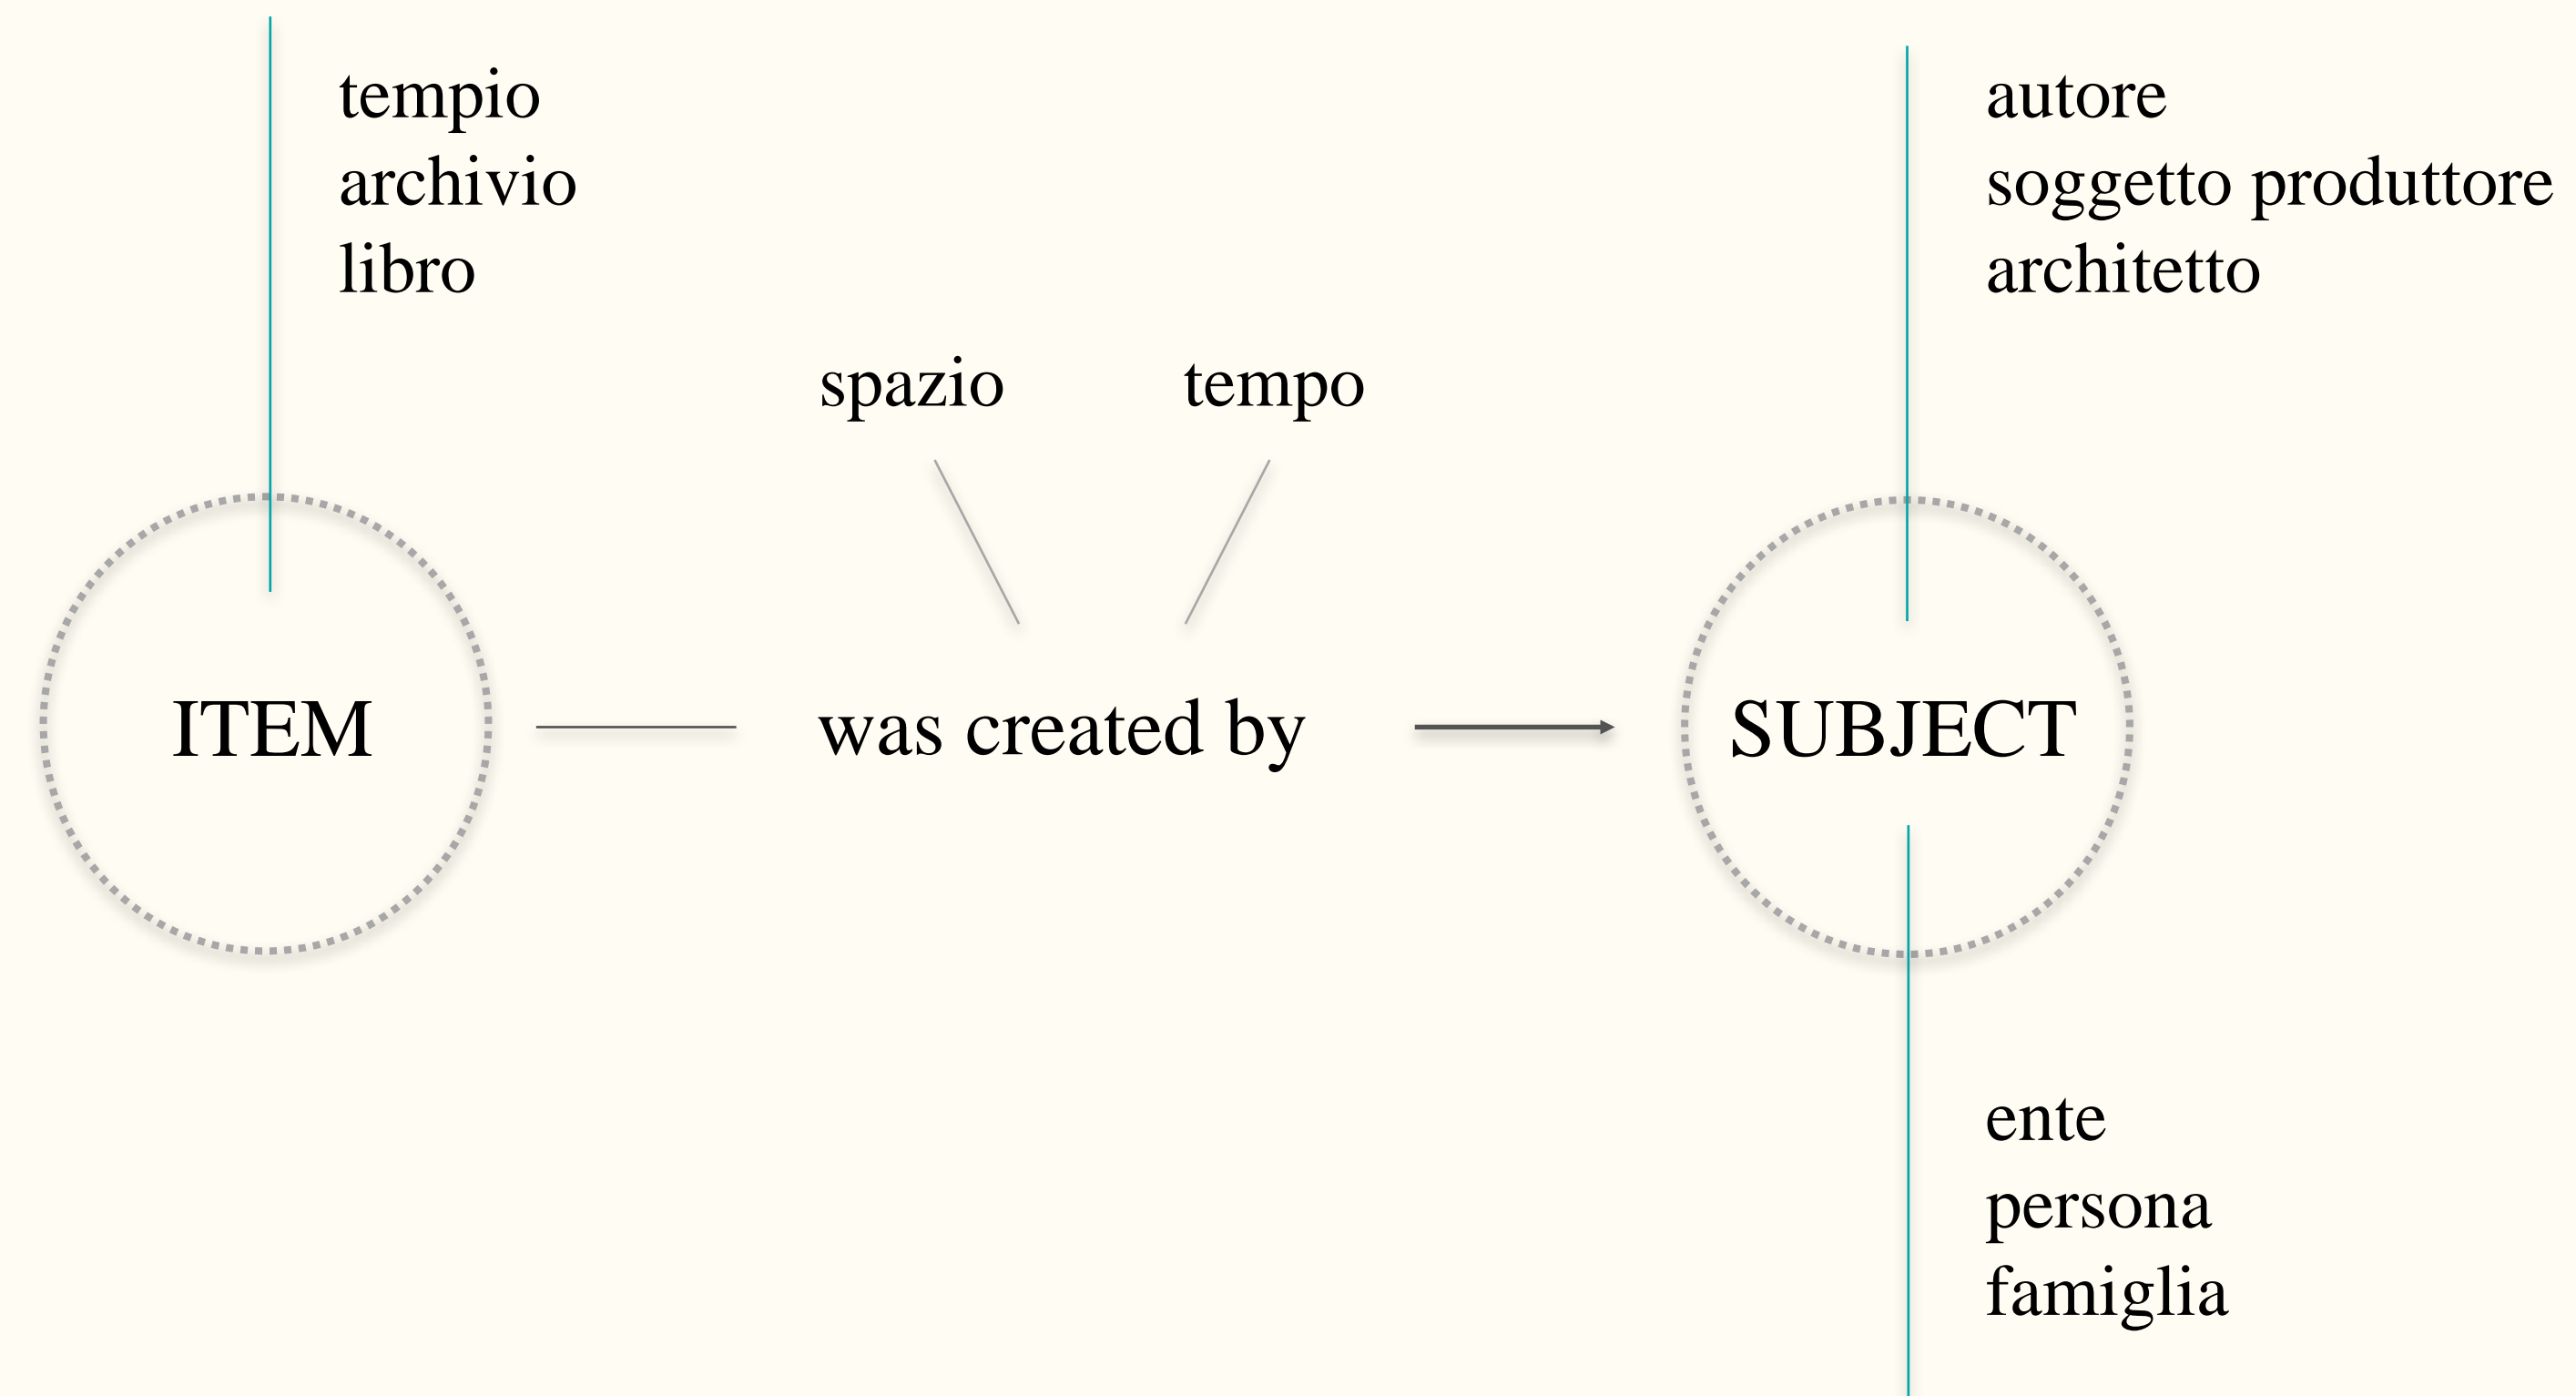 tempio
archivio
libro
autore
soggetto produttore
architetto
spazio
tempo
ITEM
was created by
SUBJECT
ente
persona
famiglia